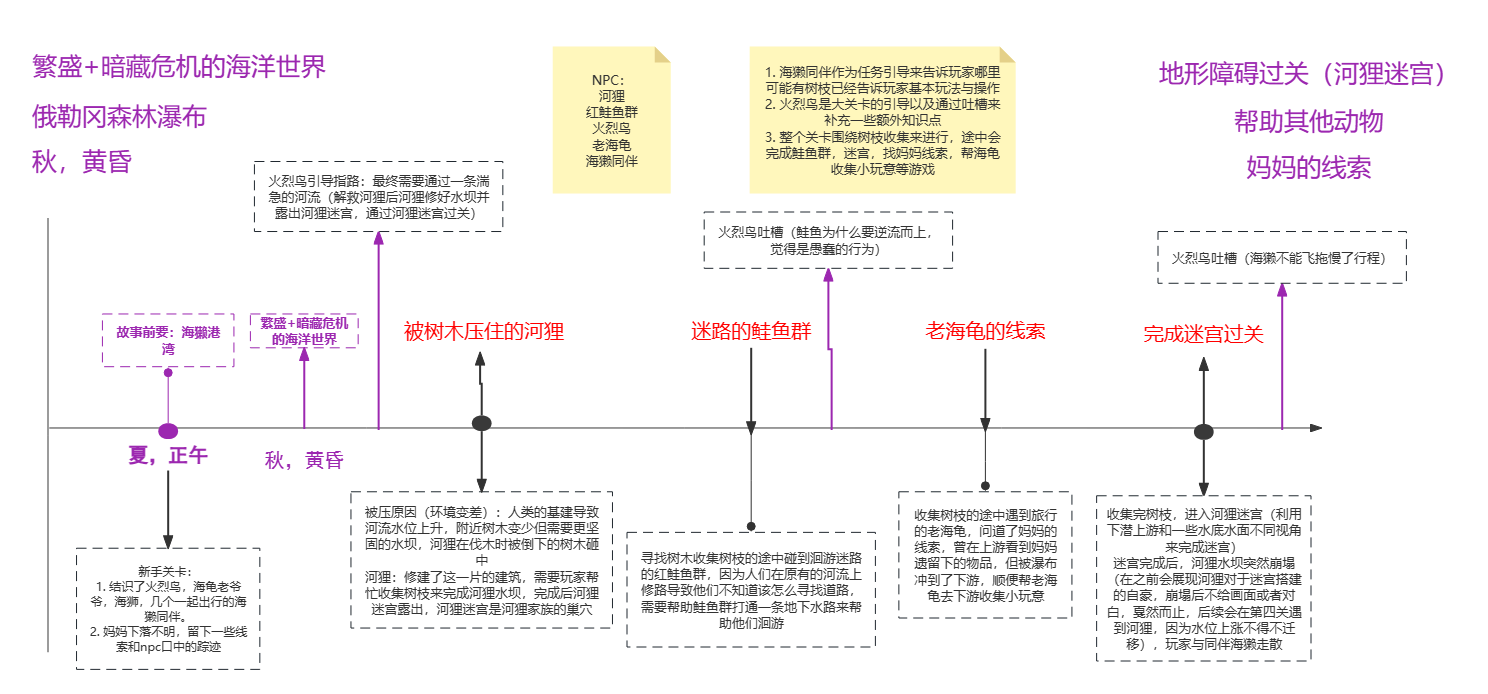 繁盛+暗藏危机的海洋世界
俄勒冈森林瀑布
秋，黄昏
NPC：
河狸
红鲑鱼群
火烈鸟
老海龟
海獭同伴
1. 海獭同伴作为任务引导来告诉玩家哪里
可能有树枝已经告诉玩家基本玩法与操作
2. 火烈鸟是大关卡的引导以及通过吐槽来
补充一些额外知识点
3. 整个关卡围绕树枝收集来进行，途中会
完成鲑鱼群，迷宫，找妈妈线索，帮海龟
收集小玩意等游戏
地形障碍过关（河狸迷宫）
帮助其他动物
妈妈的线索
火烈鸟引导指路：最终需要通过一条湍
急的河流（解救河狸后河狸修好水坝并
露出河狸迷宫，通过河狸迷宫过关）
火烈鸟吐槽（鲑鱼为什么要逆流而上，
觉得是愚蠢的行为）
火烈鸟吐槽（海獭不能飞拖慢了行程）
故事前要：海獭港
湾
繁盛+暗藏危机
的海洋世界
被树木压住的河狸
迷路的鲑鱼群
老海龟的线索
完成迷宫过关
夏，正午
秋，黄昏
新手关卡：
1. 结识了火烈鸟，海龟老爷
爷，海狮，几个一起出行的海
獭同伴。
2. 妈妈下落不明，留下一些线
索和npc口中的踪迹
被压原因（环境变差）：人类的基建导致
河流水位上升，附近树木变少但需要更坚
固的水坝，河狸在伐木时被倒下的树木砸
中
河狸：修建了这一片的建筑，需要玩家帮
忙收集树枝来完成河狸水坝，完成后河狸
迷宫露出，河狸迷宫是河狸家族的巢穴
寻找树木收集树枝的途中碰到洄游迷路
的红鲑鱼群，因为人们在原有的河流上
修路导致他们不知道该怎么寻找道路，
需要帮助鲑鱼群打通一条地下水路来帮
助他们洄游
收集树枝的途中遇到旅行
的老海龟，问道了妈妈的
线索，曾在上游看到妈妈
遗留下的物品，但被瀑布
冲到了下游，顺便帮老海
龟去下游收集小玩意
收集完树枝，进入河狸迷宫（利用
下潜上游和一些水底水面不同视角
来完成迷宫）
迷宫完成后，河狸水坝突然崩塌
（在之前会展现河狸对于迷宫搭建
的自豪，崩塌后不绘画面或者对
白，戛然而止，后续会在第四关遇
到河狸，因为水位上涨不得不迁
移），玩家与同伴海獭走散